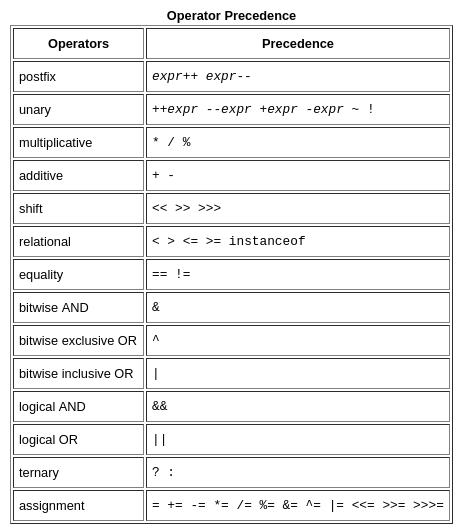 Operator Precedence
Operators Precedence
postfix expr++ expr--
unary ++expr --expr +expr -expr ~ !
multiplicative * / %
additive + -
shift << >> >>>
relational < > <= >= instanceof
equality == !=
bitwise AND &
bitwise exclusive OR ^
bitwise inclusive OR |
logical AND &&
logical OR ||
ternary ? :
assignment = += -= *= /= %= &= ^= |= <<= >>= >>>=